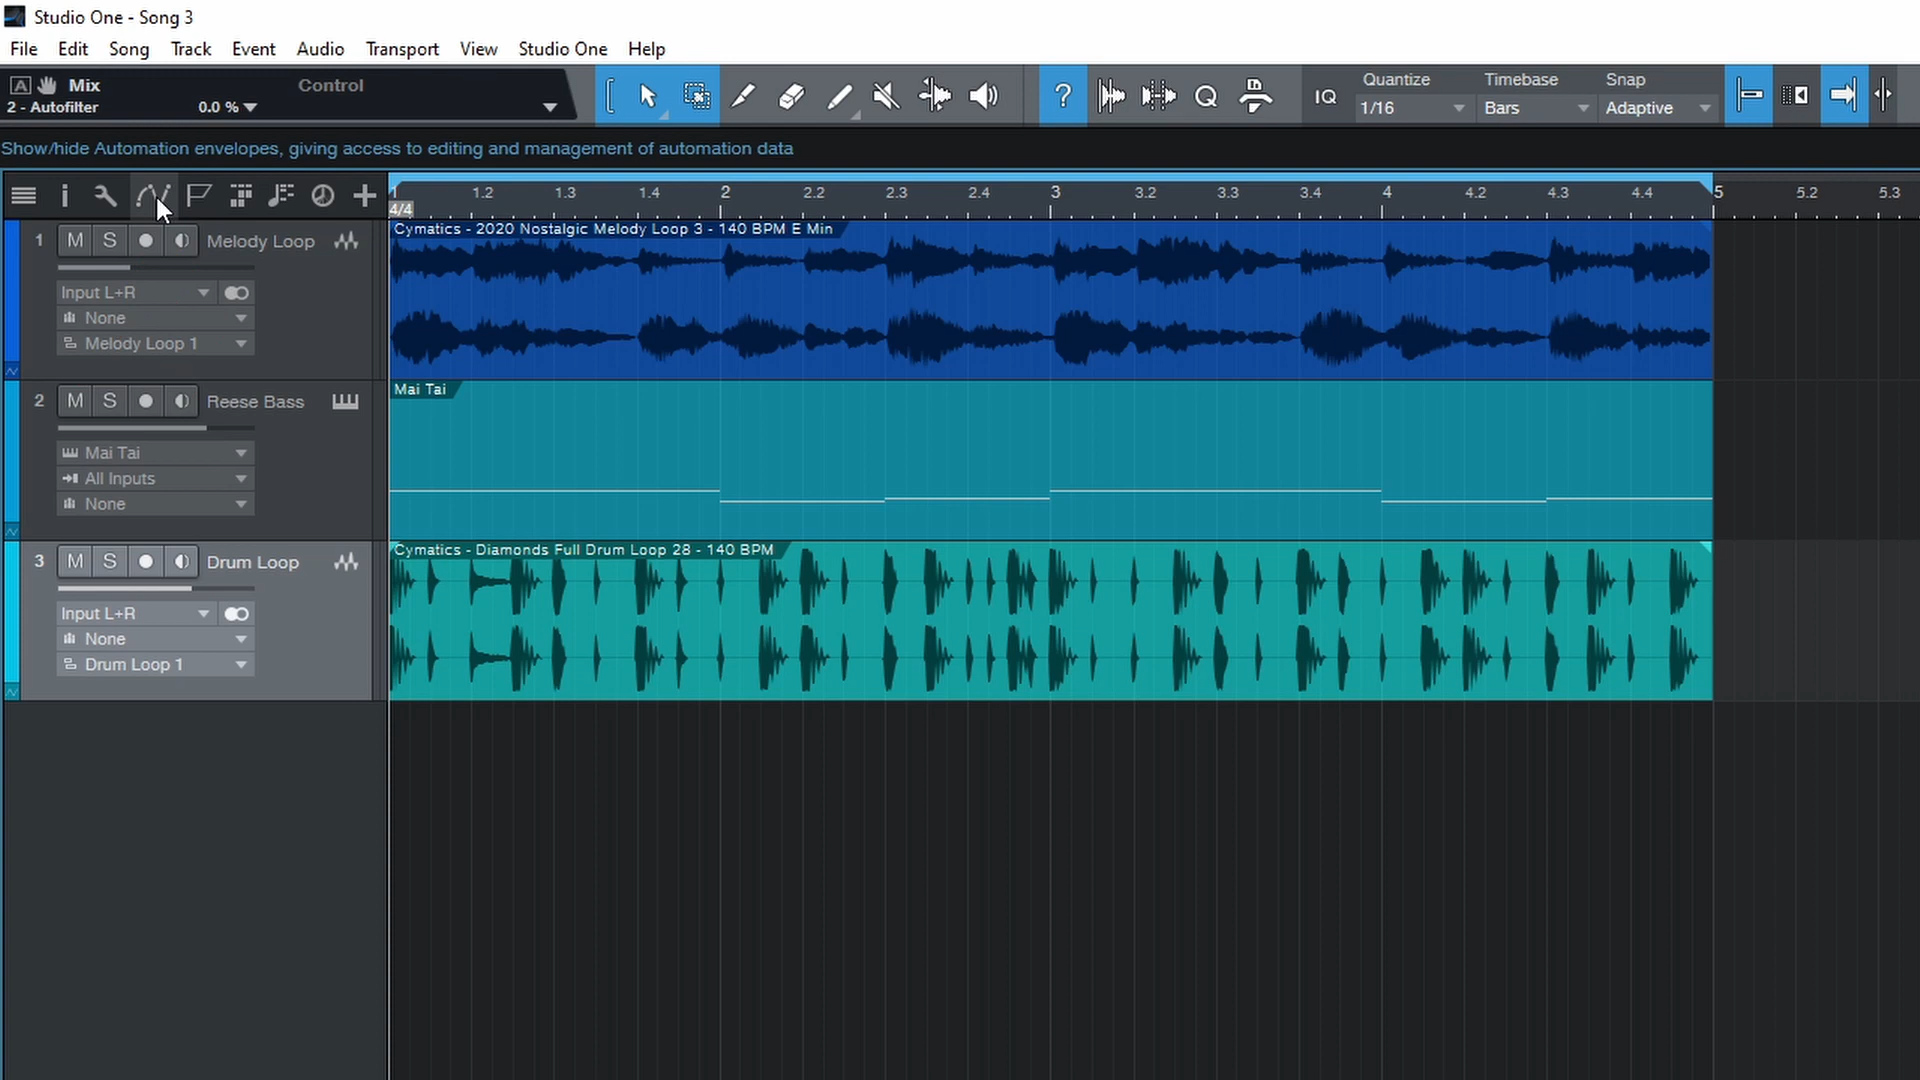 Studio One - Song 3
File Edit Song Track Event Audio Transport View Studio One Help
A Mix Control
2 - Autofilter 0.0 %
? Q IQ
Quantize Timebase Snap
1/16 Bars Adaptive
Show/hide Automation envelopes, giving access to editing and management of automation data
1 1.2 1.3 1.4 2 2.2 2.3 2.4 3 3.2 3.3 3.4 4 4.2 4.3 4.4 5 5.2 5.3
4/4
1 M S Melody Loop
Input L+R
None
Melody Loop 1
Cymatics - 2020 Nostalgic Melody Loop 3 - 140 BPM E Min
2 M S Reese Bass
Mai Tai
All Inputs
None
Mai Tai
3 M S Drum Loop
Input L+R
None
Drum Loop 1
Cymatics - Diamonds Full Drum Loop 28 - 140 BPM